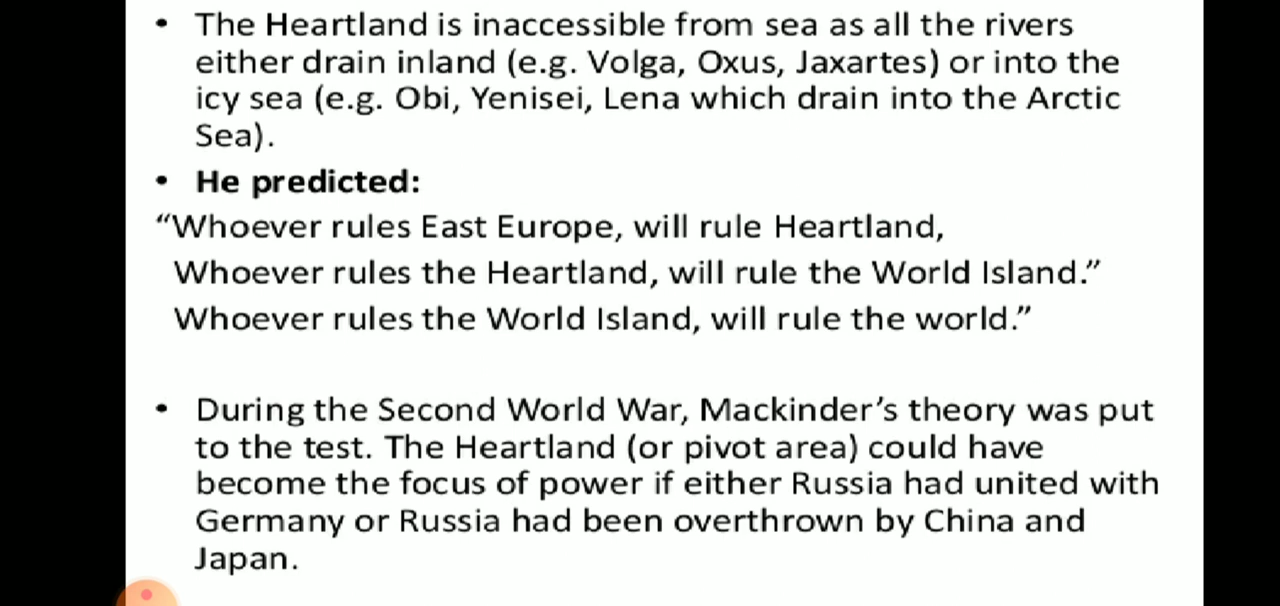 • The Heartland is inaccessible from sea as all the rivers
either drain inland (e.g. Volga, Oxus, Jaxartes) or into the
icy sea (e.g. Obi, Yenisei, Lena which drain into the Arctic
Sea).
• He predicted:
“Whoever rules East Europe, will rule Heartland,
Whoever rules the Heartland, will rule the World Island.”
Whoever rules the World Island, will rule the world.”
• During the Second World War, Mackinder’s theory was put
to the test. The Heartland (or pivot area) could have
become the focus of power if either Russia had united with
Germany or Russia had been overthrown by China and
Japan.